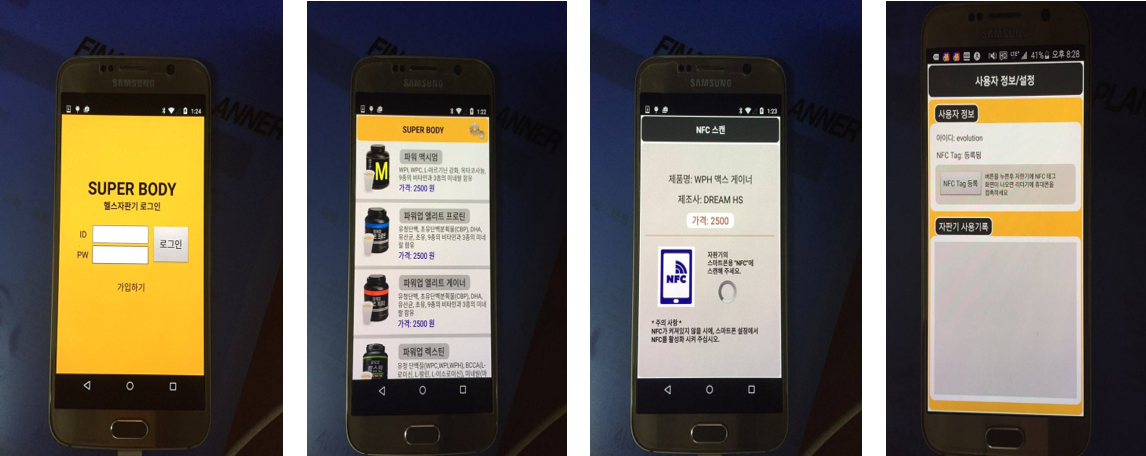 SAMSUNG
1:24
SUPER BODY
헬스자판기 로그인
ID
PW
로그인
가입하기
FIN
ANNER
SAMSUNG
1:22
SUPER BODY
파워 맥시멈
WPI, WPC, L-아르기닌 강화, 옥타코사놀,
9종의 비타민과 3종의 미네랄 함유
가격: 2500 원
파워업 엘리트 프로틴
유청단백, 초유단백분획물(CBP), DHA,
유산균, 초유, 9종의 비타민과 3종의 미네
랄 함유
가격: 2500 원
파워업 엘리트 게이너
유청단백, 초유단백분획물(CBP), DHA,
유산균, 초유, 9종의 비타민과 3종의 미네
랄 함유
가격: 2500 원
파워업 렉스틴
유청 단백질(WPC,WPI,WPH), BCCA(L-
로이신, L-발린, L-이소로이신), 미네랄(마
FIN
ANNER
SAMSUNG
1:23
NFC 스캔
제품명: WPH 맥스 게이너
제조사: DREAM HS
가격: 2500
NFC
자판기의
스마트폰용 "NFC"에
스캔해 주세요.
* 주의 사항 *
NFC가 켜져있지 않을 시에, 스마트폰 설정에서
NFC를 활성화 시켜 주십시오.
FIN
ANNER
LTE+ 41% 오후 8:28
사용자 정보/설정
사용자 정보
아이디: evolution
NFC Tag: 등록됨
NFC Tag 등록
버튼을 누른후 자판기에 NFC 태그
화면이 나오면 리더기에 휴대폰을
접촉하세요
자판기 사용기록